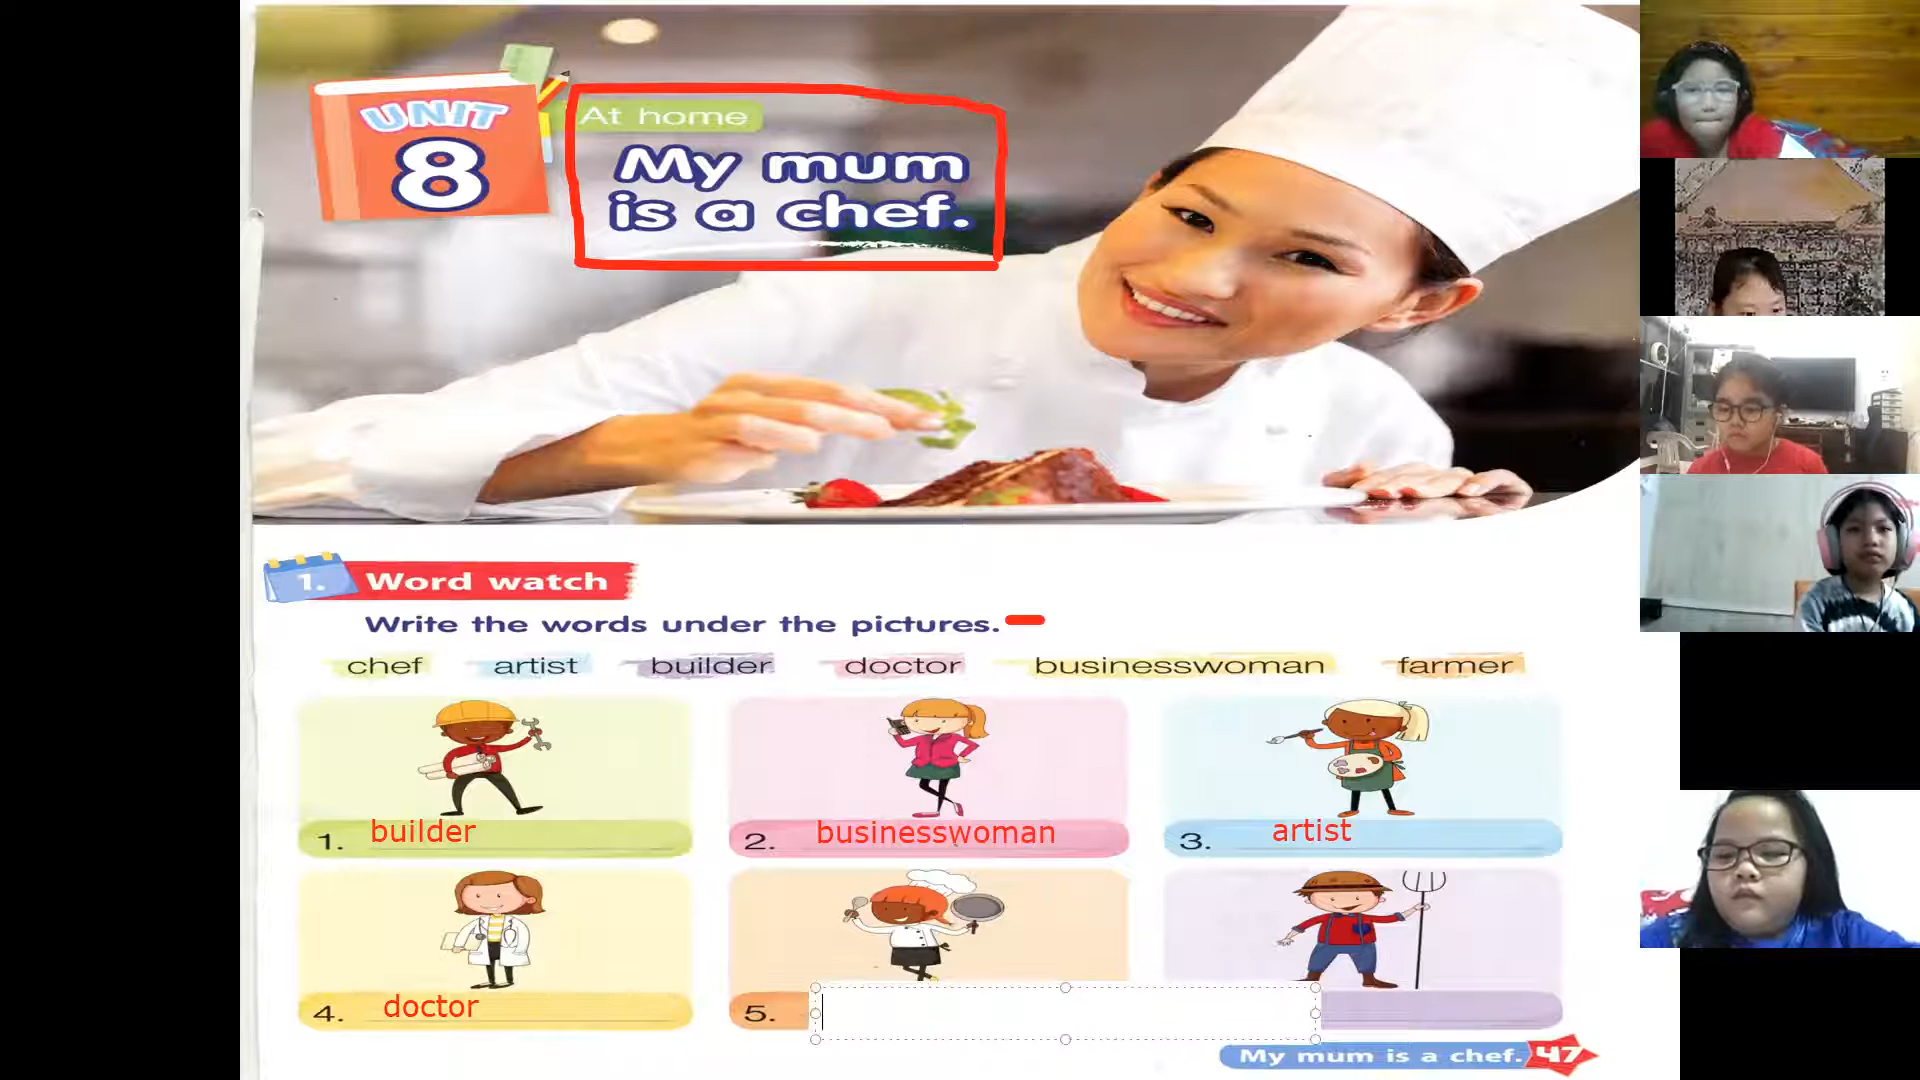 UNIT
8
At home
My mum
is a chef.
1. Word watch
Write the words under the pictures.
chef artist builder doctor businesswoman farmer
1. builder
2. businesswoman
3. artist
4. doctor
5.
My mum is a chef. 47